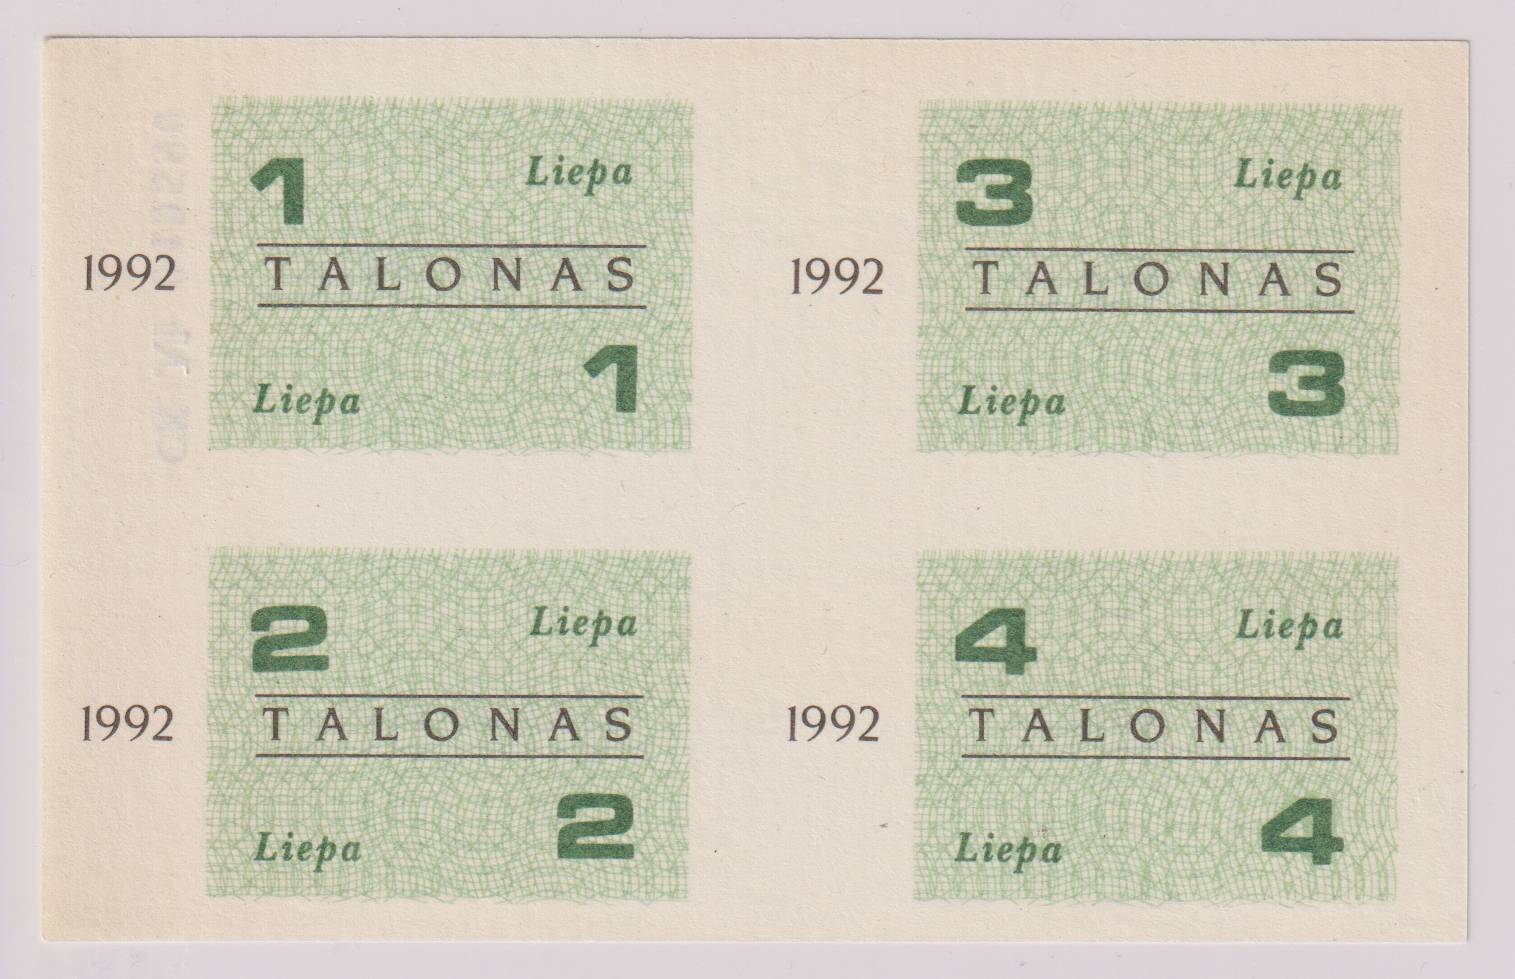 1 Liepa
1992 TALONAS
Liepa 1
3 Liepa
1992 TALONAS
Liepa 3
2 Liepa
1992 TALONAS
Liepa 2
4 Liepa
1992 TALONAS
Liepa 4